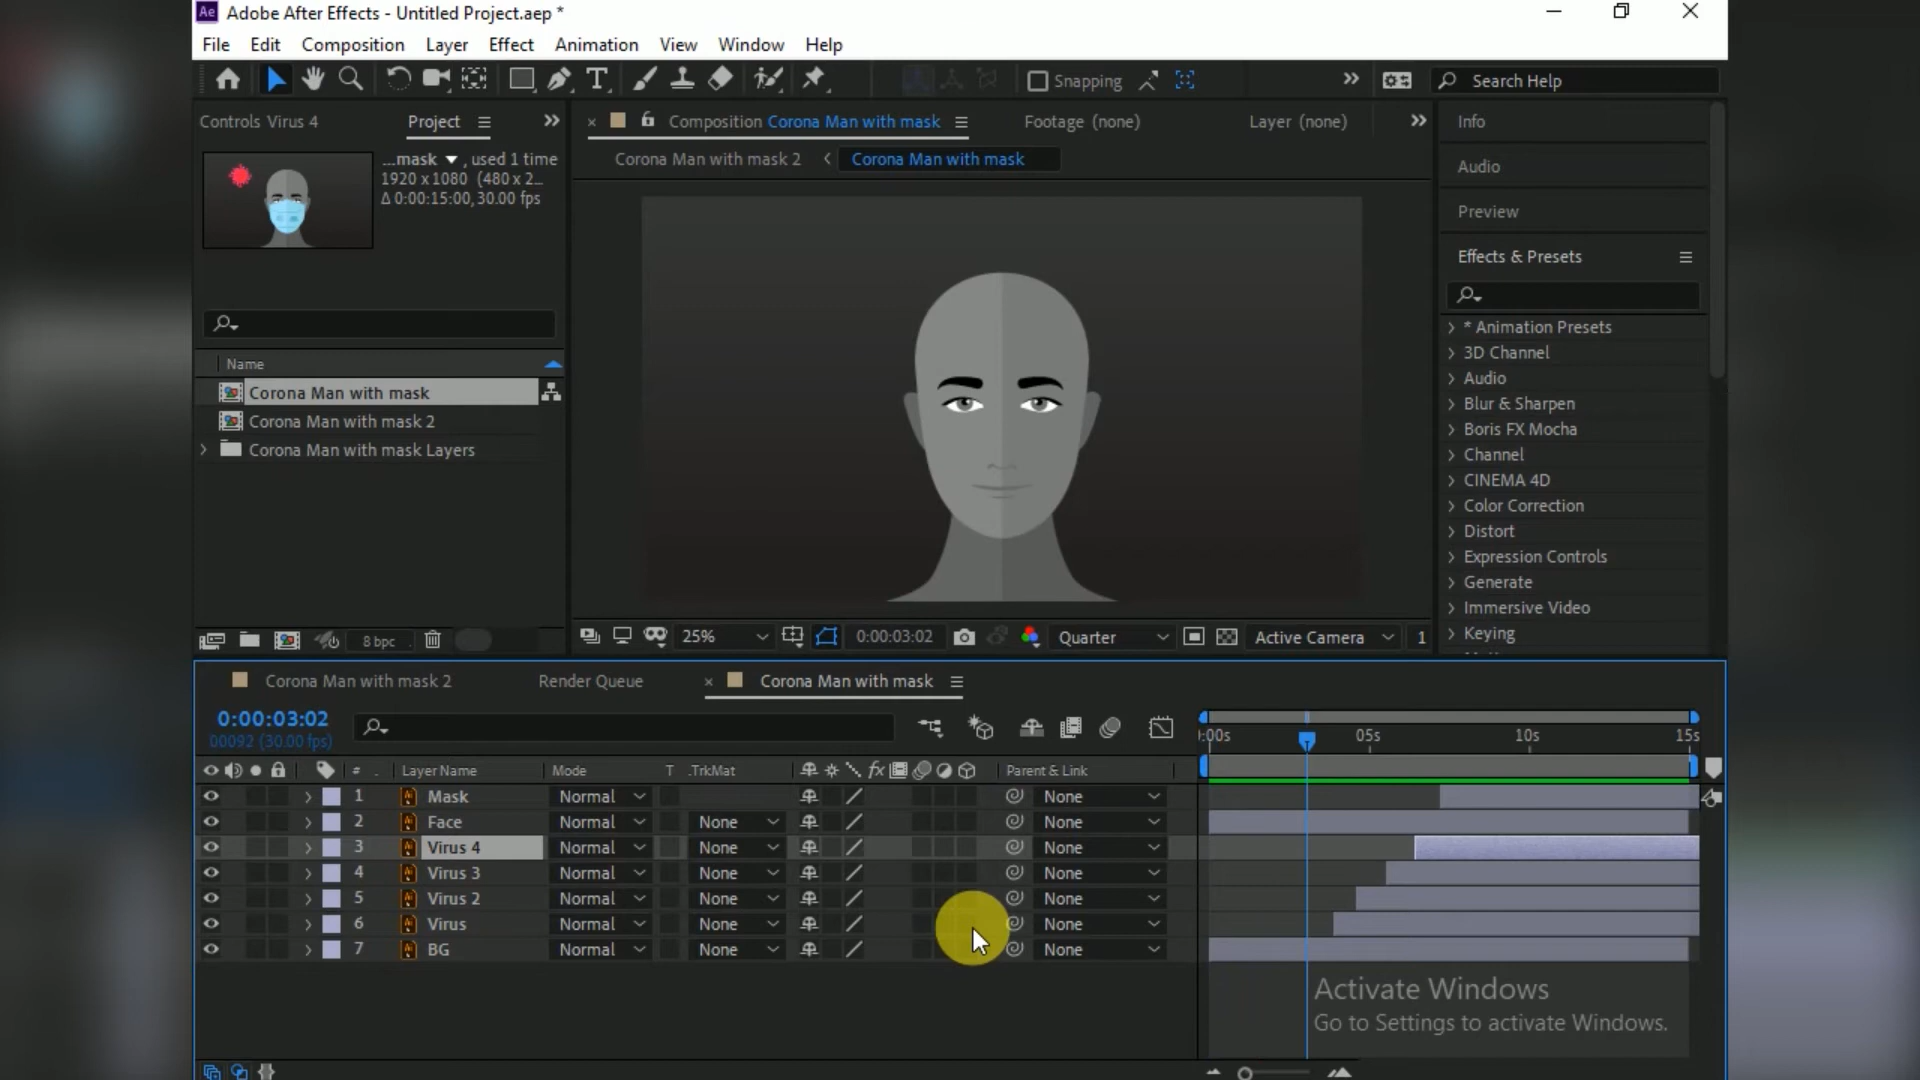 Ae Adobe After Effects - Untitled Project.aep *
File Edit Composition Layer Effect Animation View Window Help
Snapping
Search Help
Controls Virus 4
Project
Composition Corona Man with mask
Footage (none)
Layer (none)
Corona Man with mask 2
Corona Man with mask
...mask , used 1 time
1920 x 1080 (480 x 2...
Δ 0:00:15:00, 30.00 fps
Name
Corona Man with mask
Corona Man with mask 2
Corona Man with mask Layers
8 bpc
25%
0:00:03:02
Quarter
Active Camera
1
Info
Audio
Preview
Effects & Presets
* Animation Presets
3D Channel
Audio
Blur & Sharpen
Boris FX Mocha
Channel
CINEMA 4D
Color Correction
Distort
Expression Controls
Generate
Immersive Video
Keying
Corona Man with mask 2
Render Queue
Corona Man with mask
0:00:03:02
00092 (30.00 fps)
:00s 05s 10s 15s
# . Layer Name Mode T .TrkMat fx Parent & Link
1 Mask Normal None
2 Face Normal None None
3 Virus 4 Normal None None
4 Virus 3 Normal None None
5 Virus 2 Normal None None
6 Virus Normal None None
7 BG Normal None None
Activate Windows
Go to Settings to activate Windows.